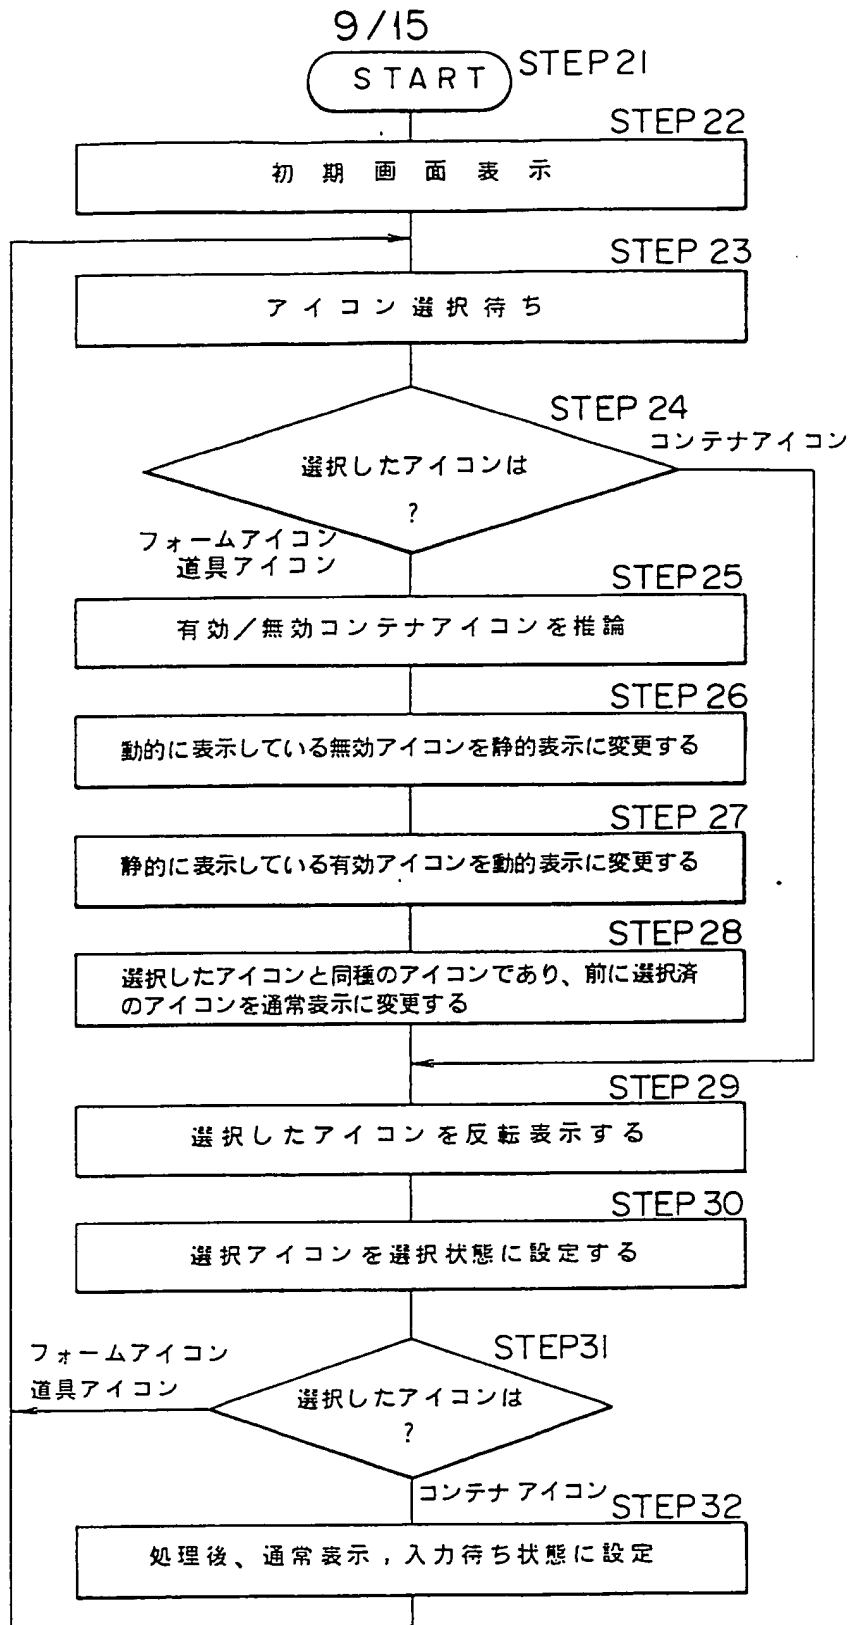 9/15
START
STEP21
STEP22
初期画面表示
STEP 23
アイコン選択待ち
STEP 24
コンテナアイコン
選択したアイコンは
?
フォームアイコン
道具アイコン
STEP25
有効/無効コンテナアイコンを推論
STEP26
動的に表示している無効アイコンを静的表示に変更する
STEP 27
静的に表示している有効アイコンを動的表示に変更する
STEP28
選択したアイコンと同種のアイコンであり、前に選択済
のアイコンを通常表示に変更する
STEP29
選択したアイコンを反転表示する
STEP 30
選択アイコンを選択状態に設定する
STEP31
フォームアイコン
道具アイコン
選択したアイコンは
?
コンテナアイコン
STEP32
処理後、通常表示,入力待ち状態に設定